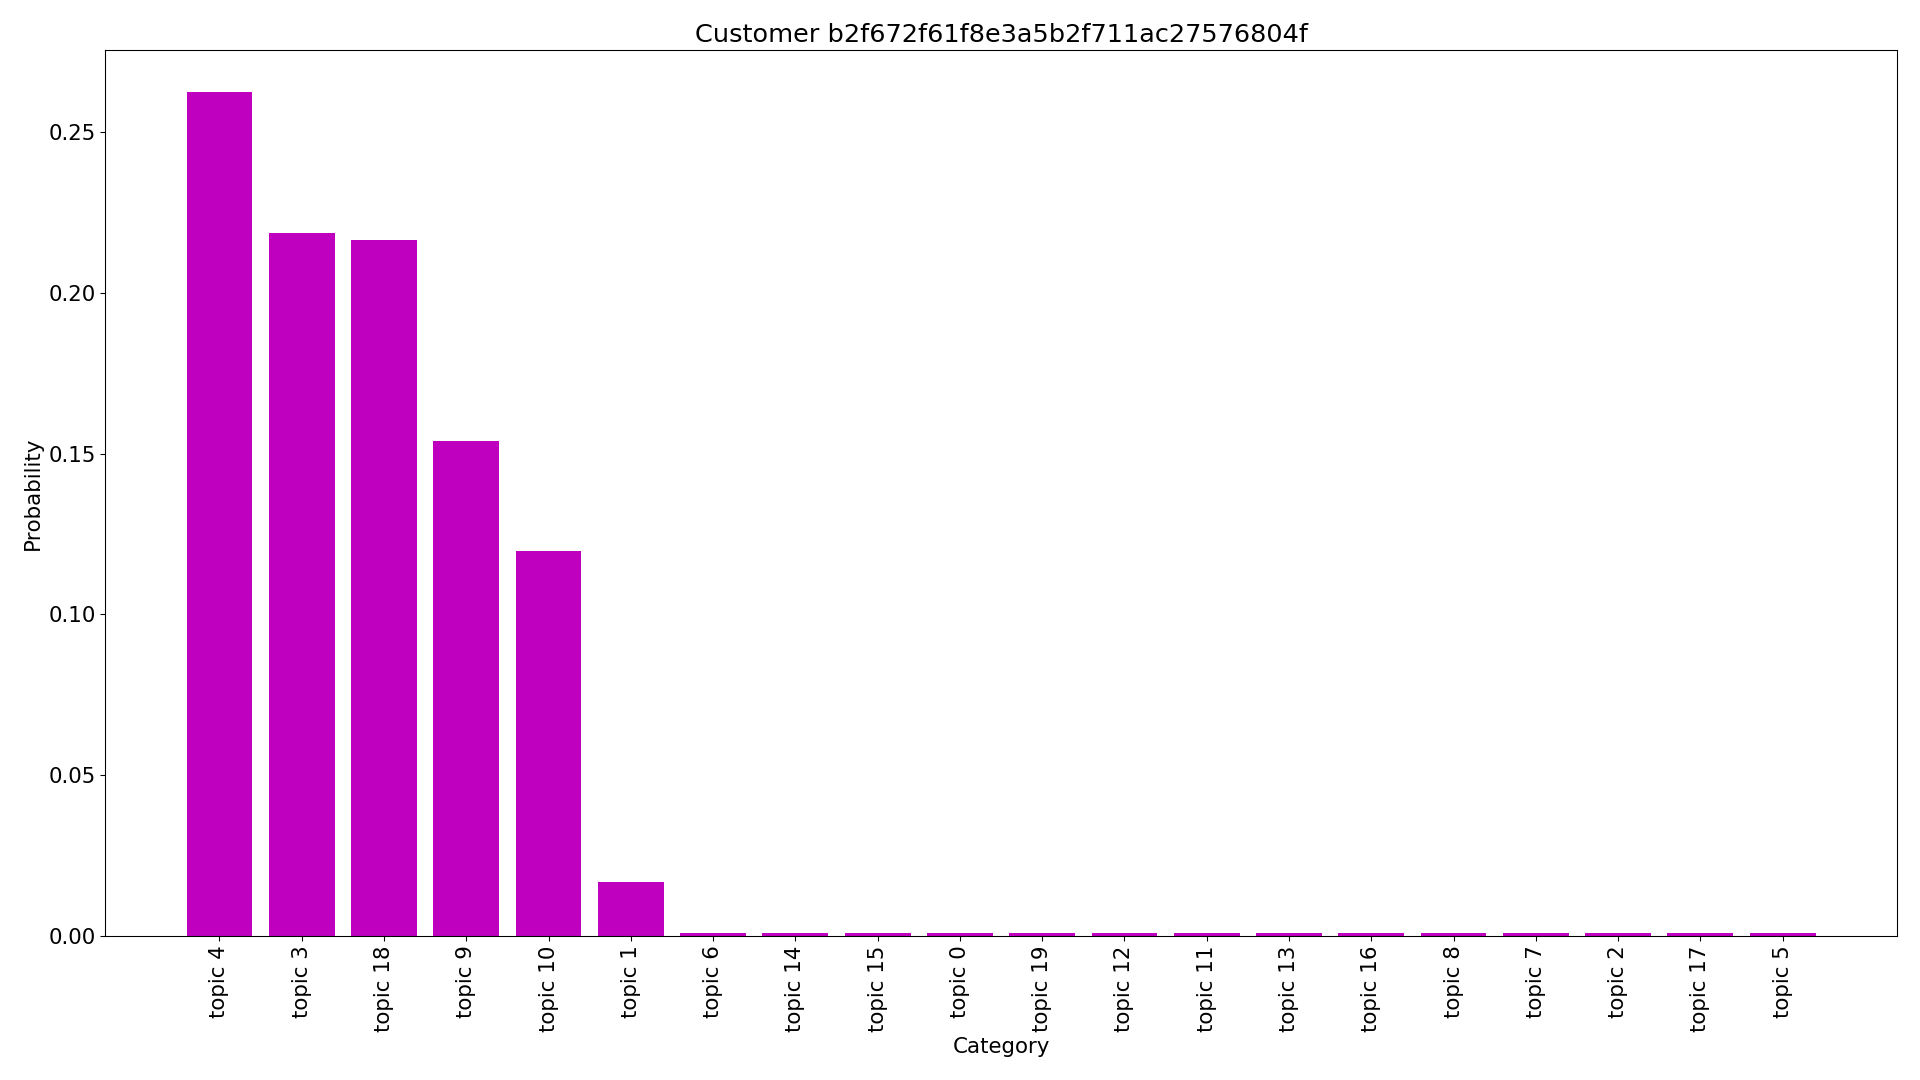 Customer b2f672f61f8e3a5b2f711ac27576804f
Probability
0.25
0.20
0.15
0.10
0.05
0.00
topic 4
topic 3
topic 18
topic 9
topic 10
topic 1
topic 6
topic 14
topic 15
topic 0
topic 19
topic 12
topic 11
topic 13
topic 16
topic 8
topic 7
topic 2
topic 17
topic 5
Category